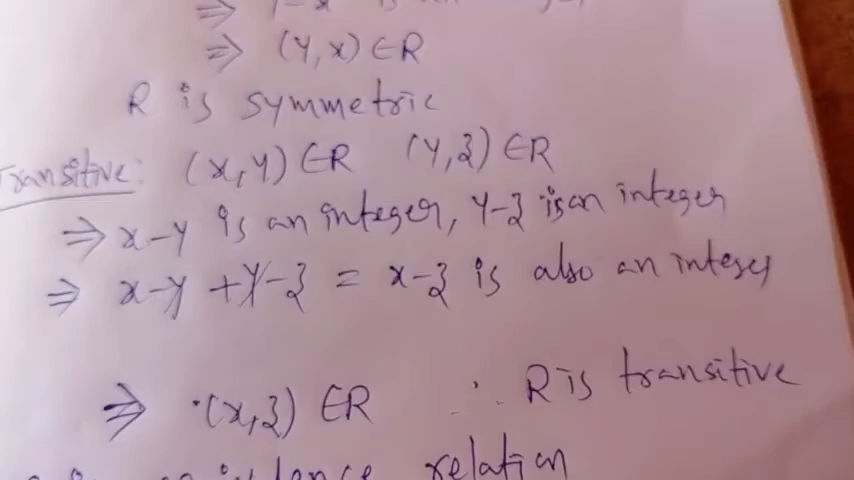 ⇒ (y,x) ∈ R
R is symmetric
Transitive: (x,y) ∈ R (y,z) ∈ R
⇒ x-y is an integer, y-z is an integer
⇒ x-y + y-z = x-z is also an integer
⇒ (x,z) ∈ R ∴ R is transitive
relation